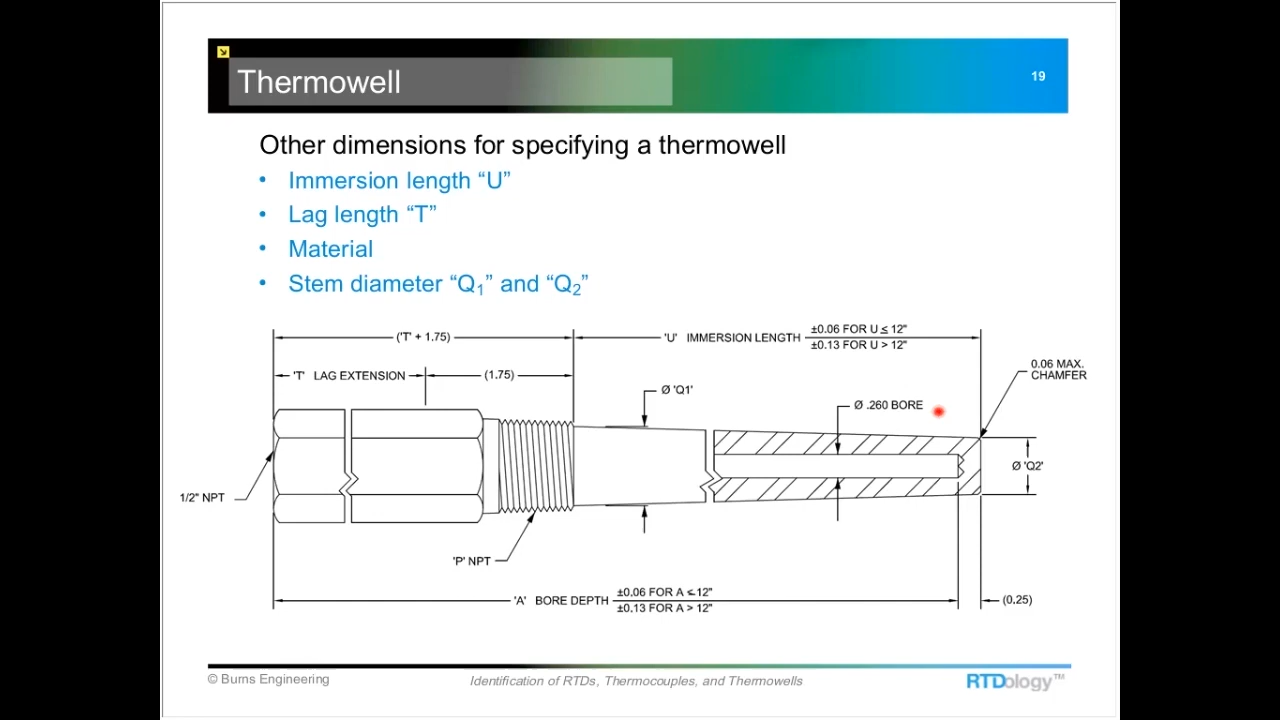 Thermowell
19
Other dimensions for specifying a thermowell
• Immersion length “U”
• Lag length “T”
• Material
• Stem diameter “Q1” and “Q2”
('T' + 1.75)
'U' IMMERSION LENGTH
±0.06 FOR U ≤ 12"
±0.13 FOR U > 12"
'T' LAG EXTENSION
(1.75)
0.06 MAX.
CHAMFER
Ø 'Q1'
Ø .260 BORE
Ø 'Q2'
1/2" NPT
'P' NPT
'A' BORE DEPTH
±0.06 FOR A ≤ 12"
±0.13 FOR A > 12"
(0.25)
© Burns Engineering
Identification of RTDs, Thermocouples, and Thermowells
RTDology™